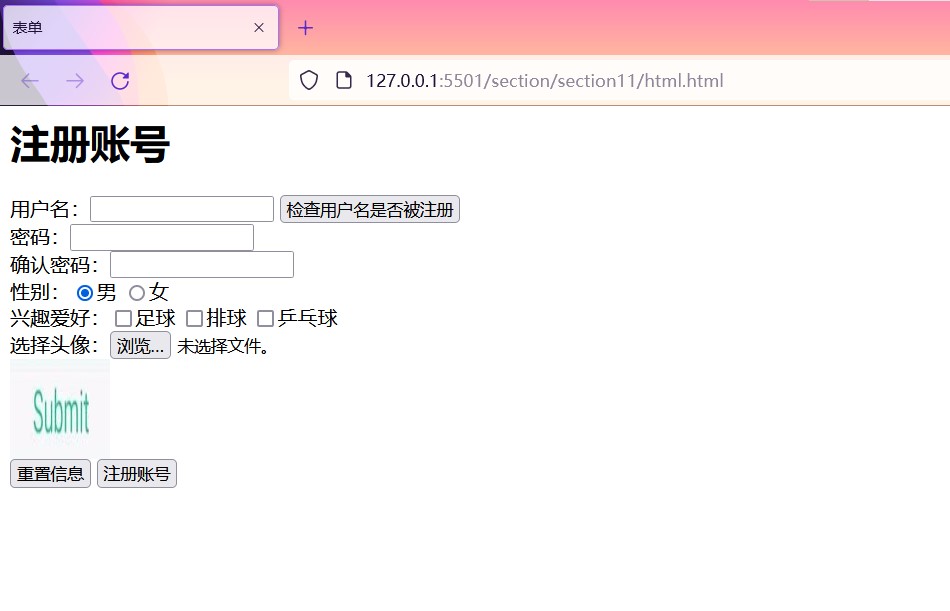 表单
127.0.0.1:5501/section/section11/html.html
注册账号
用户名： 检查用户名是否被注册
密码：
确认密码：
性别： 男 女
兴趣爱好： 足球 排球 乒乓球
选择头像： 浏览... 未选择文件。
Submit
重置信息 注册账号